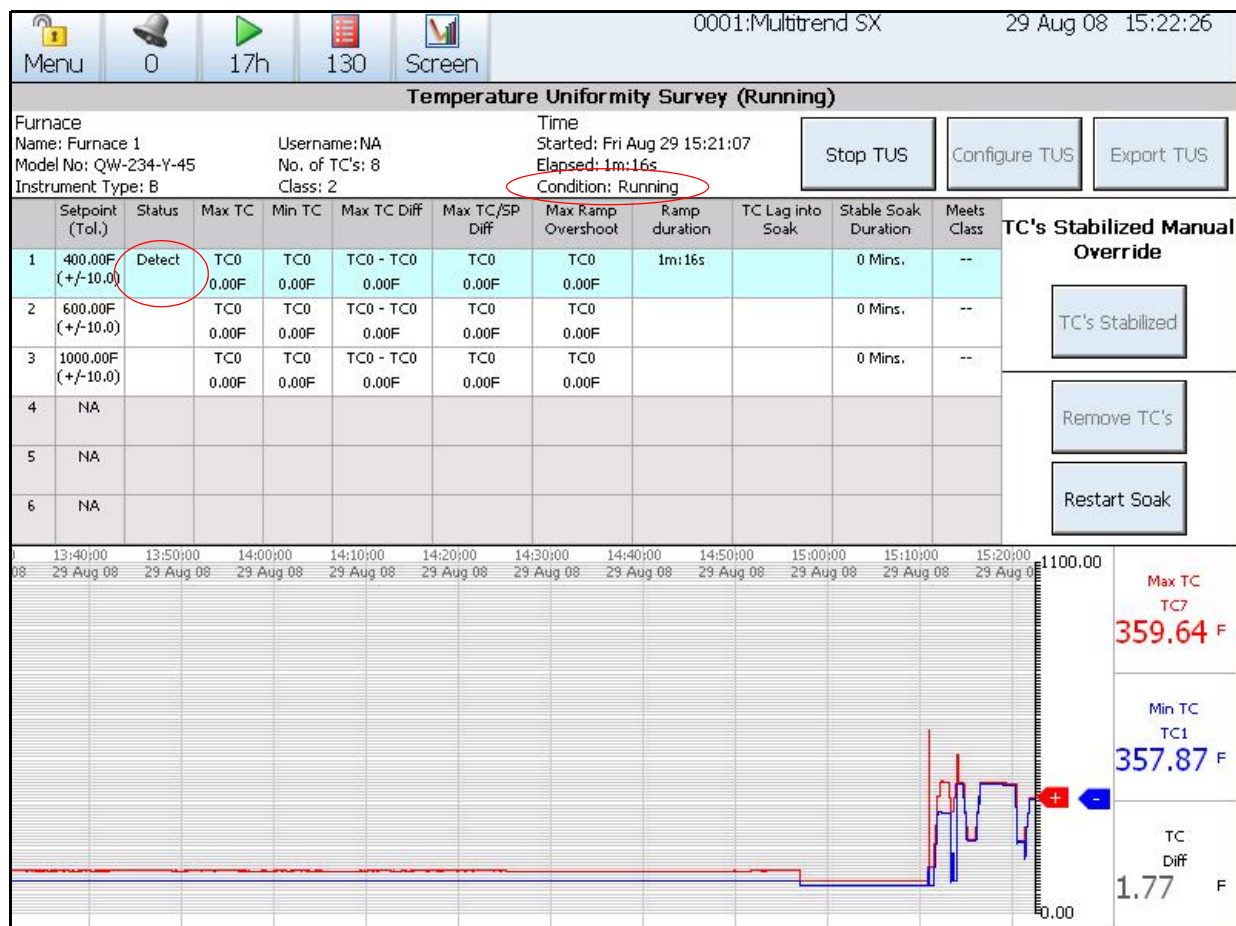 0001:Multitrend SX 29 Aug 08 15:22:26
Menu 0 17h 130 Screen
Temperature Uniformity Survey (Running)
Furnace
Name: Furnace 1
Model No: QW-234-Y-45
Instrument Type: B
Username:NA
No. of TC's: 8
Class: 2
Time
Started: Fri Aug 29 15:21:07
Elapsed: 1m:16s
Condition: Running
Stop TUS
Configure TUS
Export TUS
Setpoint (Tol.) Status Max TC Min TC Max TC Diff Max TC/SP Diff Max Ramp Overshoot Ramp duration TC Lag into Soak Stable Soak Duration Meets Class
1 400.00F Detect TC0 TC0 TC0 - TC0 TC0 TC0 1m:16s 0 Mins. --
(+/-10.0) 0.00F 0.00F 0.00F 0.00F 0.00F
2 600.00F TC0 TC0 TC0 - TC0 TC0 TC0 0 Mins. --
(+/-10.0) 0.00F 0.00F 0.00F 0.00F 0.00F
3 1000.00F TC0 TC0 TC0 - TC0 TC0 TC0 0 Mins. --
(+/-10.0) 0.00F 0.00F 0.00F 0.00F 0.00F
4 NA
5 NA
6 NA
TC's Stabilized Manual
Override
TC's Stabilized
Remove TC's
Restart Soak
13:40:00 13:50:00 14:00:00 14:10:00 14:20:00 14:30:00 14:40:00 14:50:00 15:00:00 15:10:00 15:20:00
08 29 Aug 08 29 Aug 08 29 Aug 08 29 Aug 08 29 Aug 08 29 Aug 08 29 Aug 08 29 Aug 08 29 Aug 08 29 Aug 08 29 Aug 0
1100.00
Max TC
TC7
359.64 F
Min TC
TC1
357.87 F
+ -
TC
Diff
1.77 F
0.00